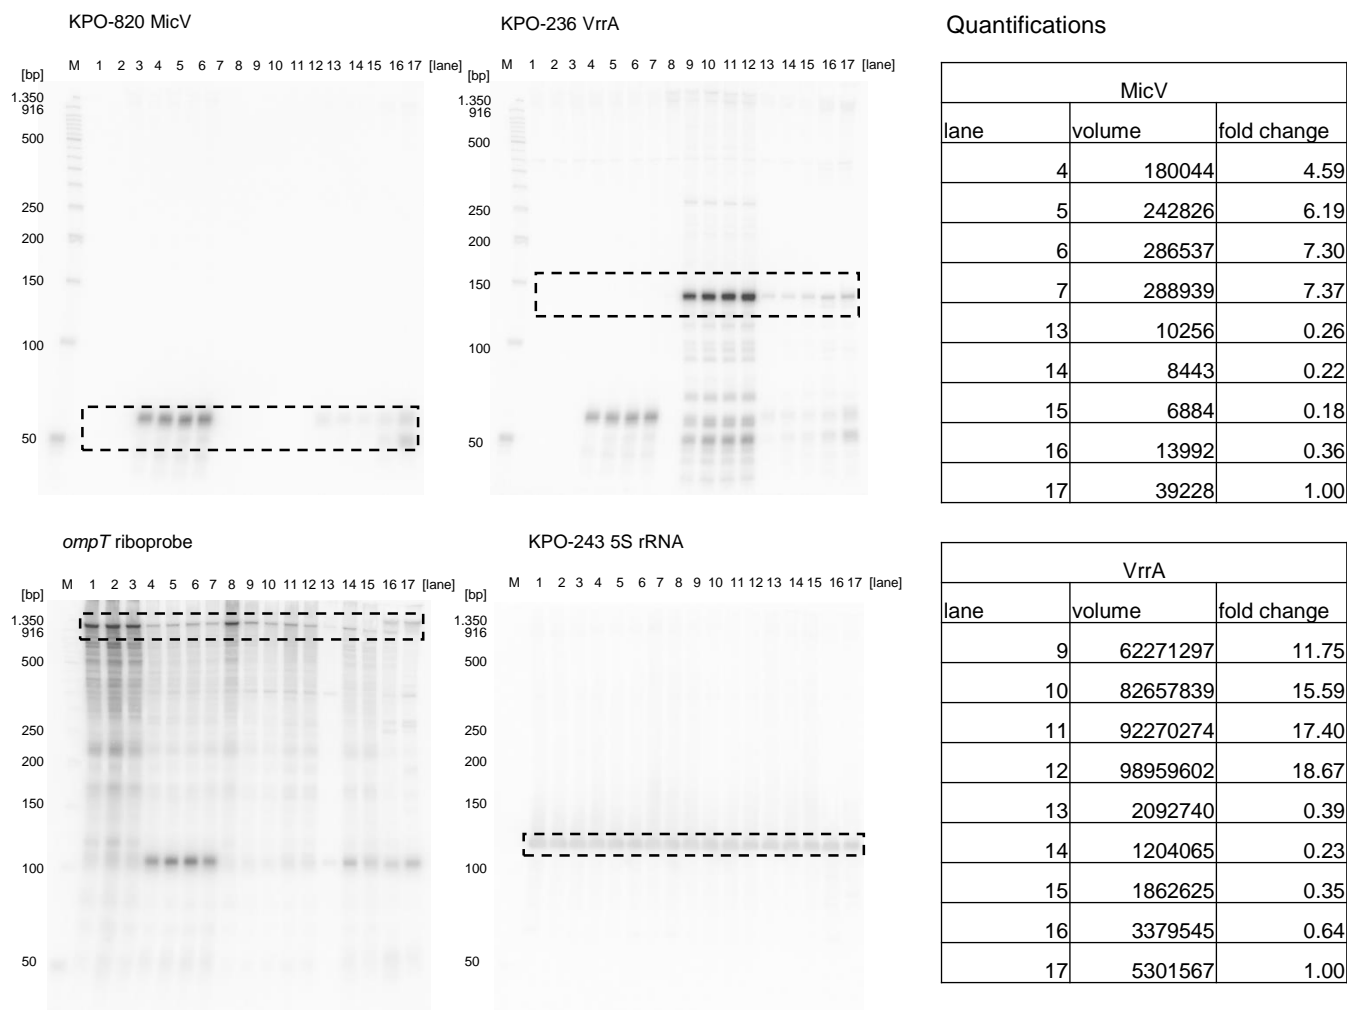 KPO-820 MicV
M 1 2 3 4 5 6 7 8 9 10 11 12 13 14 15 16 17 [lane]
[bp]
1.350
916
500
250
200
150
100
50
KPO-236 VrrA
M 1 2 3 4 5 6 7 8 9 10 11 12 13 14 15 16 17 [lane]
[bp]
1.350
916
500
250
200
150
100
50
Quantifications
MicV
lane volume fold change
4 180044 4.59
5 242826 6.19
6 286537 7.30
7 288939 7.37
13 10256 0.26
14 8443 0.22
15 6884 0.18
16 13992 0.36
17 39228 1.00
ompT riboprobe
M 1 2 3 4 5 6 7 8 9 10 11 12 13 14 15 17 [lane]
[bp]
1.350
916
500
250
200
150
100
50
KPO-243 5S rRNA
M 1 2 3 4 5 6 7 8 9 10 11 12 13 14 15 16 17 [lane]
[bp]
1.350
916
500
250
200
150
100
50
VrrA
lane volume fold change
9 62271297 11.75
10 82657839 15.59
11 92270274 17.40
12 98959602 18.67
13 2092740 0.39
14 1204065 0.23
15 1862625 0.35
16 3379545 0.64
17 5301567 1.00